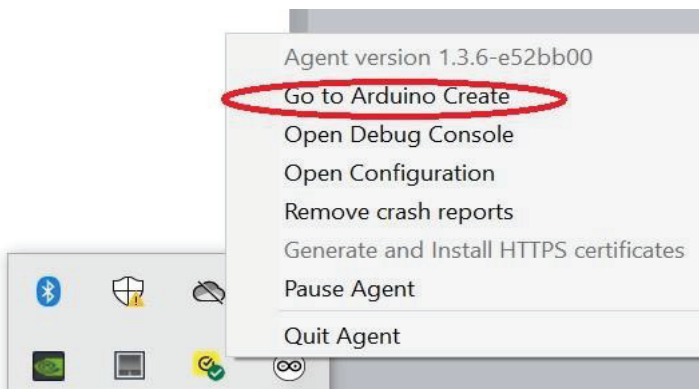 Agent version 1.3.6-e52bb00
Go to Arduino Create
Open Debug Console
Open Configuration
Remove crash reports
Generate and Install HTTPS certificates
Pause Agent
Quit Agent